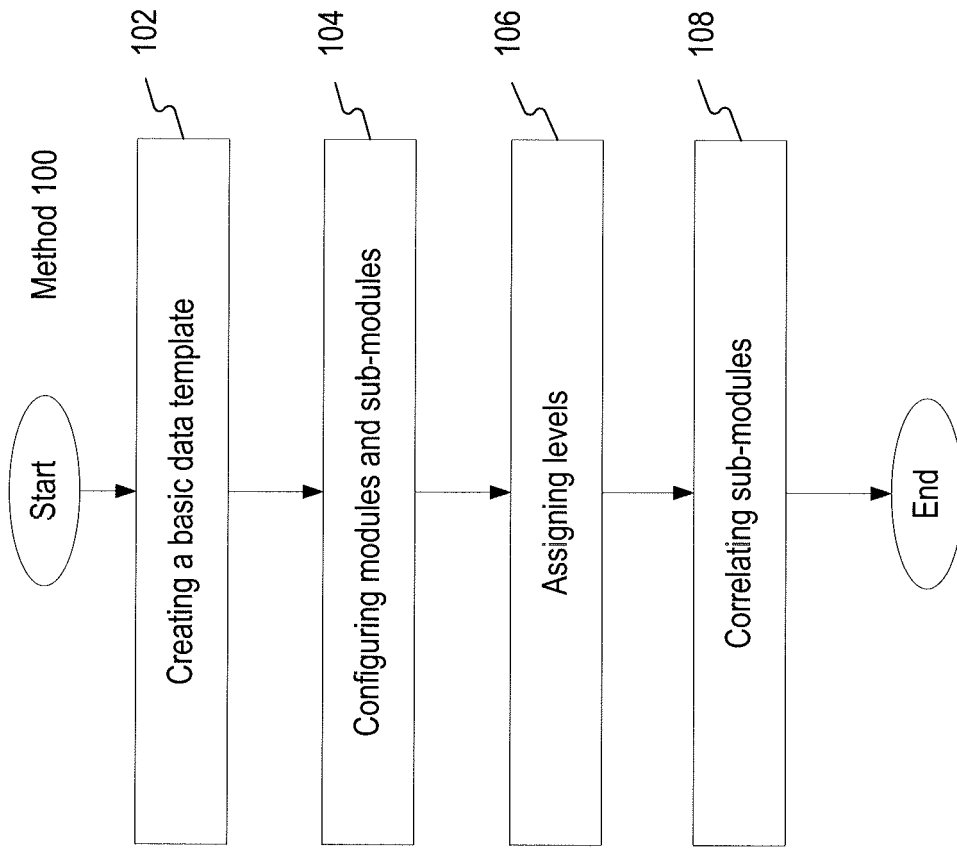 Method 100
Start
Creating a basic data template
102
Configuring modules and sub-modules
104
Assigning levels
106
Correlating sub-modules
108
End